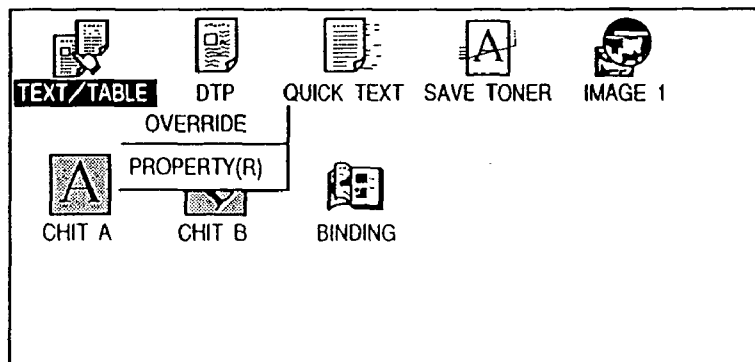 TEXT/TABLE DTP QUICK TEXT SAVE TONER IMAGE 1
OVERRIDE
PROPERTY(R)
CHIT A CHIT B BINDING